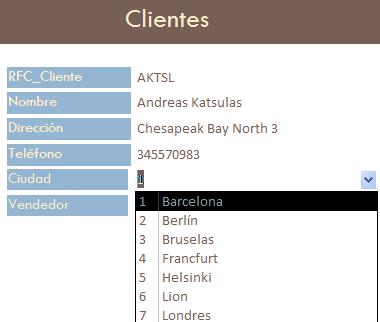 Clientes
RFC_Cliente AKTSL
Nombre Andreas Katsulas
Dirección Chesapeak Bay North 3
Teléfono 345570983
Ciudad 1
Vendedor
1 Barcelona
2 Berlín
3 Bruselas
4 Francfurt
5 Helsinki
6 Lion
7 Londres